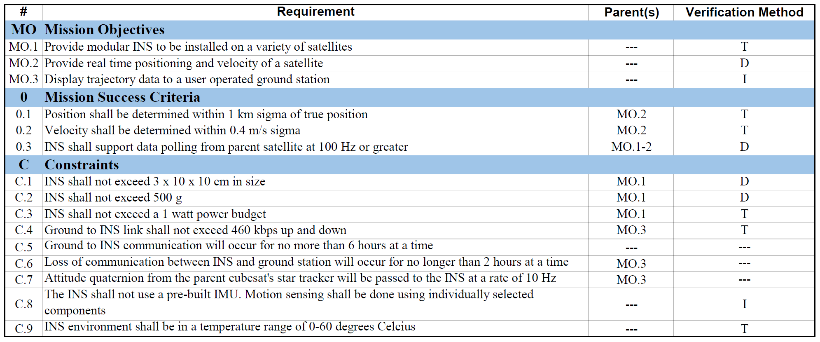 # Requirement Parent(s) Verification Method
MO Mission Objectives
MO.1 Provide modular INS to be installed on a variety of satellites --- T
MO.2 Provide real time positioning and velocity of a satellite --- D
MO.3 Display trajectory data to a user operated ground station --- I
0 Mission Success Criteria
0.1 Position shall be determined within 1 km sigma of true position MO.2 T
0.2 Velocity shall be determined within 0.4 m/s sigma MO.2 T
0.3 INS shall support data polling from parent satellite at 100 Hz or greater MO.1-2 D
C Constraints
C.1 INS shall not exceed 3 x 10 x 10 cm in size MO.1 D
C.2 INS shall not exceed 500 g MO.1 D
C.3 INS shall not exceed a 1 watt power budget MO.1 T
C.4 Ground to INS link shall not exceed 460 kbps up and down MO.3 T
C.5 Ground to INS communication will occur for no more than 6 hours at a time --- ---
C.6 Loss of communication between INS and ground station will occur for no longer than 2 hours at a time MO.3 ---
C.7 Attitude quaternion from the parent cubesat's star tracker will be passed to the INS at a rate of 10 Hz MO.3 ---
C.8 The INS shall not use a pre-built IMU. Motion sensing shall be done using individually selected
components --- I
C.9 INS environment shall be in a temperature range of 0-60 degrees Celcius --- T